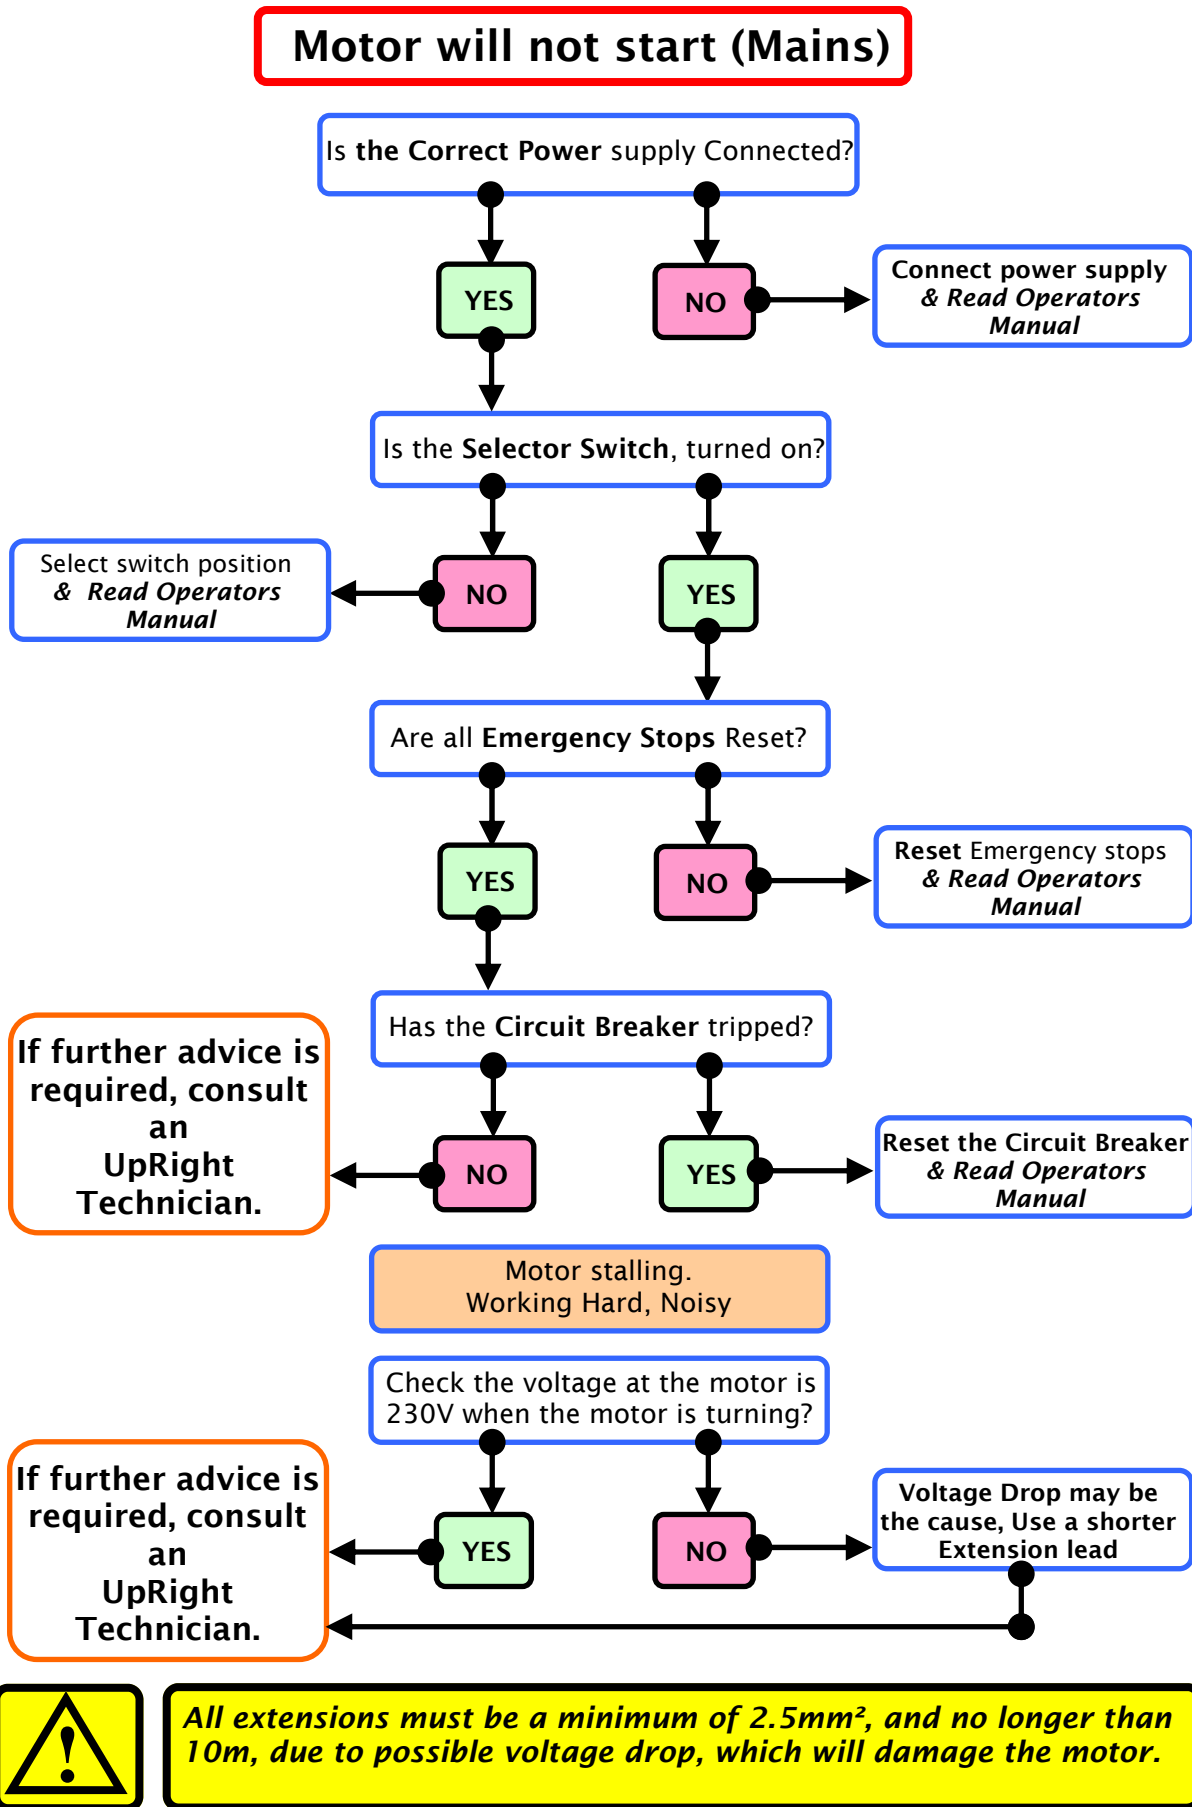 Motor will not start (Mains)
Is the Correct Power supply Connected?
YES
NO
Connect power supply
& Read Operators
Manual
Is the Selector Switch, turned on?
Select switch position
& Read Operators
Manual
NO
YES
Are all Emergency Stops Reset?
YES
NO
Reset Emergency stops
& Read Operators
Manual
Has the Circuit Breaker tripped?
If further advice is
required, consult
an
UpRight
Technician.
NO
YES
Reset the Circuit Breaker
& Read Operators
Manual
Motor stalling.
Working Hard, Noisy
Check the voltage at the motor is
230V when the motor is turning?
If further advice is
required, consult
an
UpRight
Technician.
YES
NO
Voltage Drop may be
the cause, Use a shorter
Extension lead
All extensions must be a minimum of 2.5mm², and no longer than
10m, due to possible voltage drop, which will damage the motor.